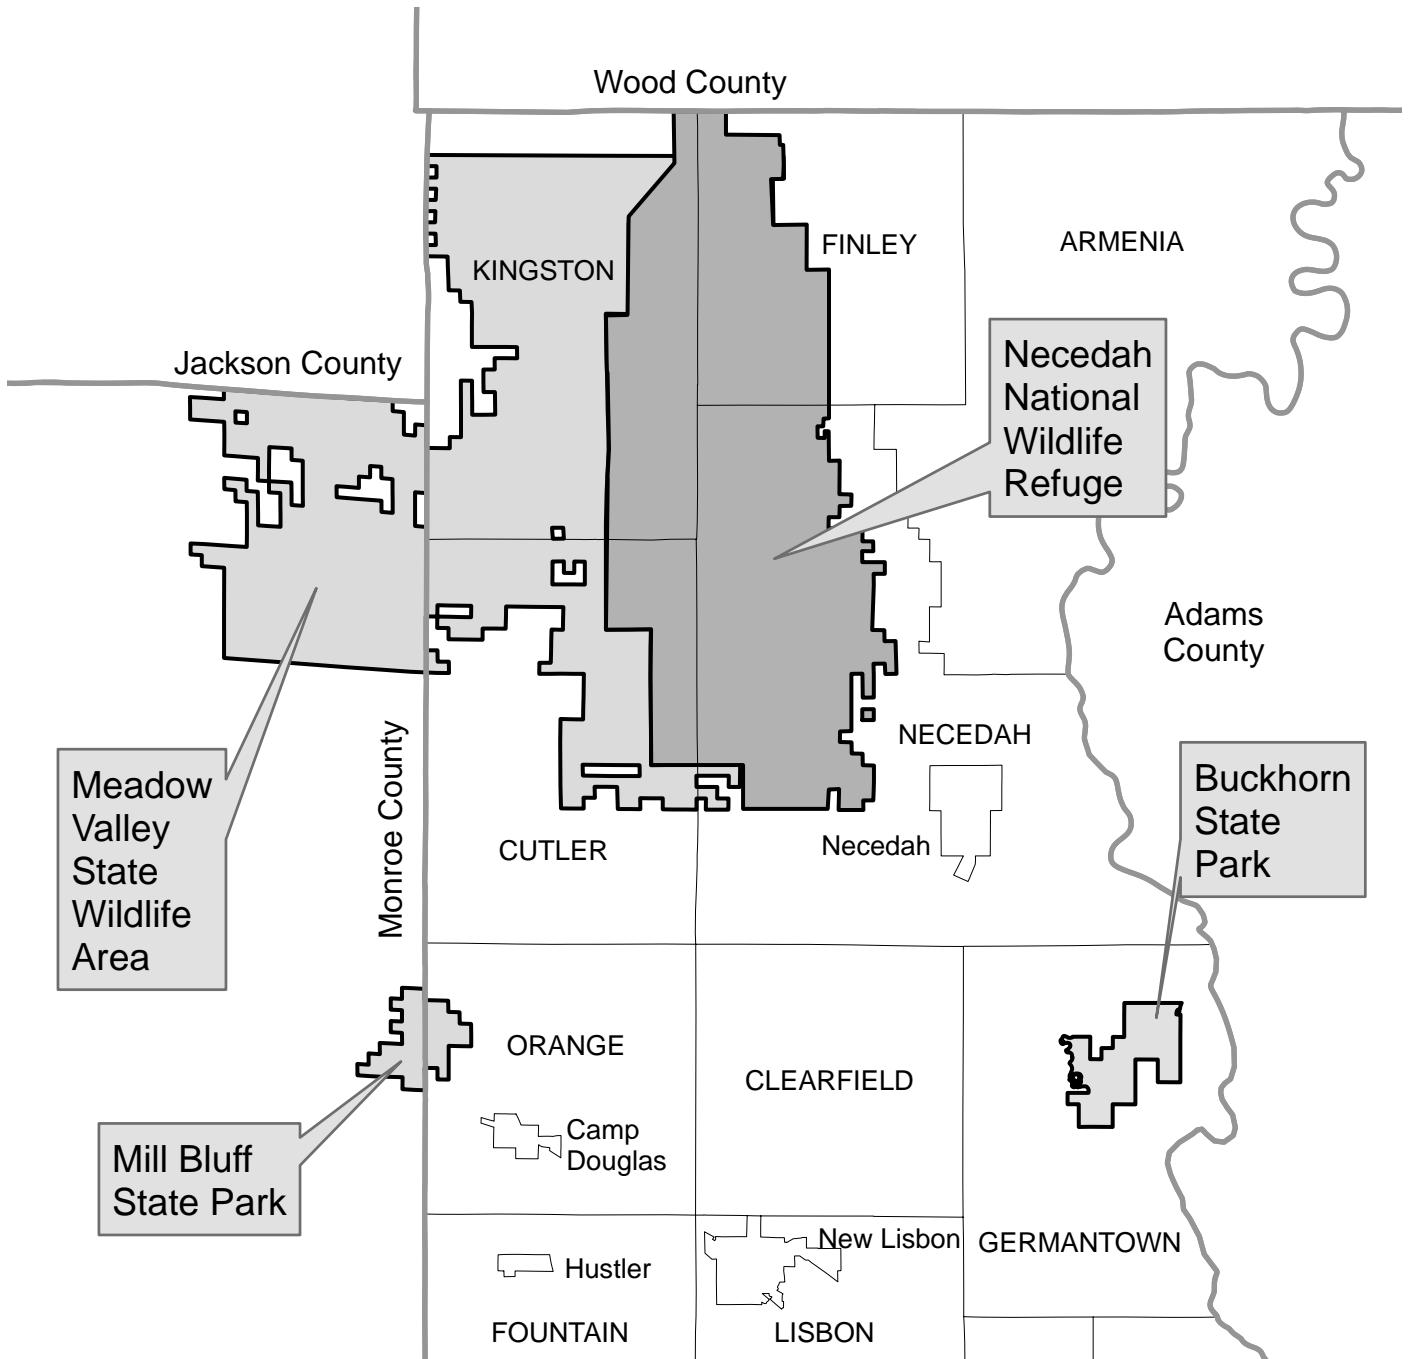 Wood County
FINLEY
ARMENIA
KINGSTON
Jackson County
Necedah
National
Wildlife
Refuge
Adams
County
Monroe County
NECEDAH
Meadow
Valley
State
Wildlife
Area
Buckhorn
State
Park
CUTLER
Necedah
ORANGE
CLEARFIELD
Camp
Douglas
Mill Bluff
State Park
New Lisbon
GERMANTOWN
Hustler
FOUNTAIN
LISBON